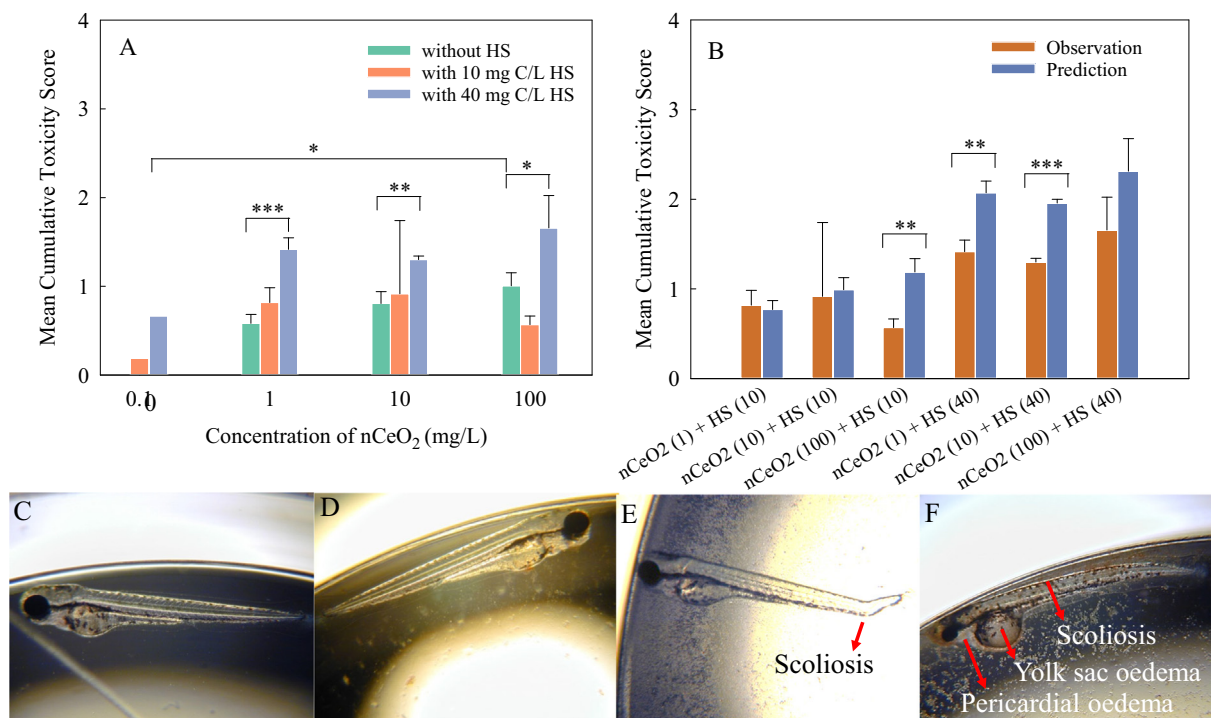 A
without HS
with 10 mg C/L HS
with 40 mg C/L HS
Mean Cumulative Toxicity Score
4
3
2
1
0
*
***
**
*
0.1
0
1
10
100
Concentration of nCeO₂ (mg/L)
B
Observation
Prediction
Mean Cumulative Toxicity Score
4
3
2
1
0
**
**
***
nCeO2 (1) + HS (10)
nCeO2 (10) + HS (10)
nCeO2 (100) + HS (10)
nCeO2 (1) + HS (40)
nCeO2 (10) + HS (40)
nCeO2 (100) + HS (40)
C
D
E
Scoliosis
F
Scoliosis
Yolk sac oedema
Pericardial oedema